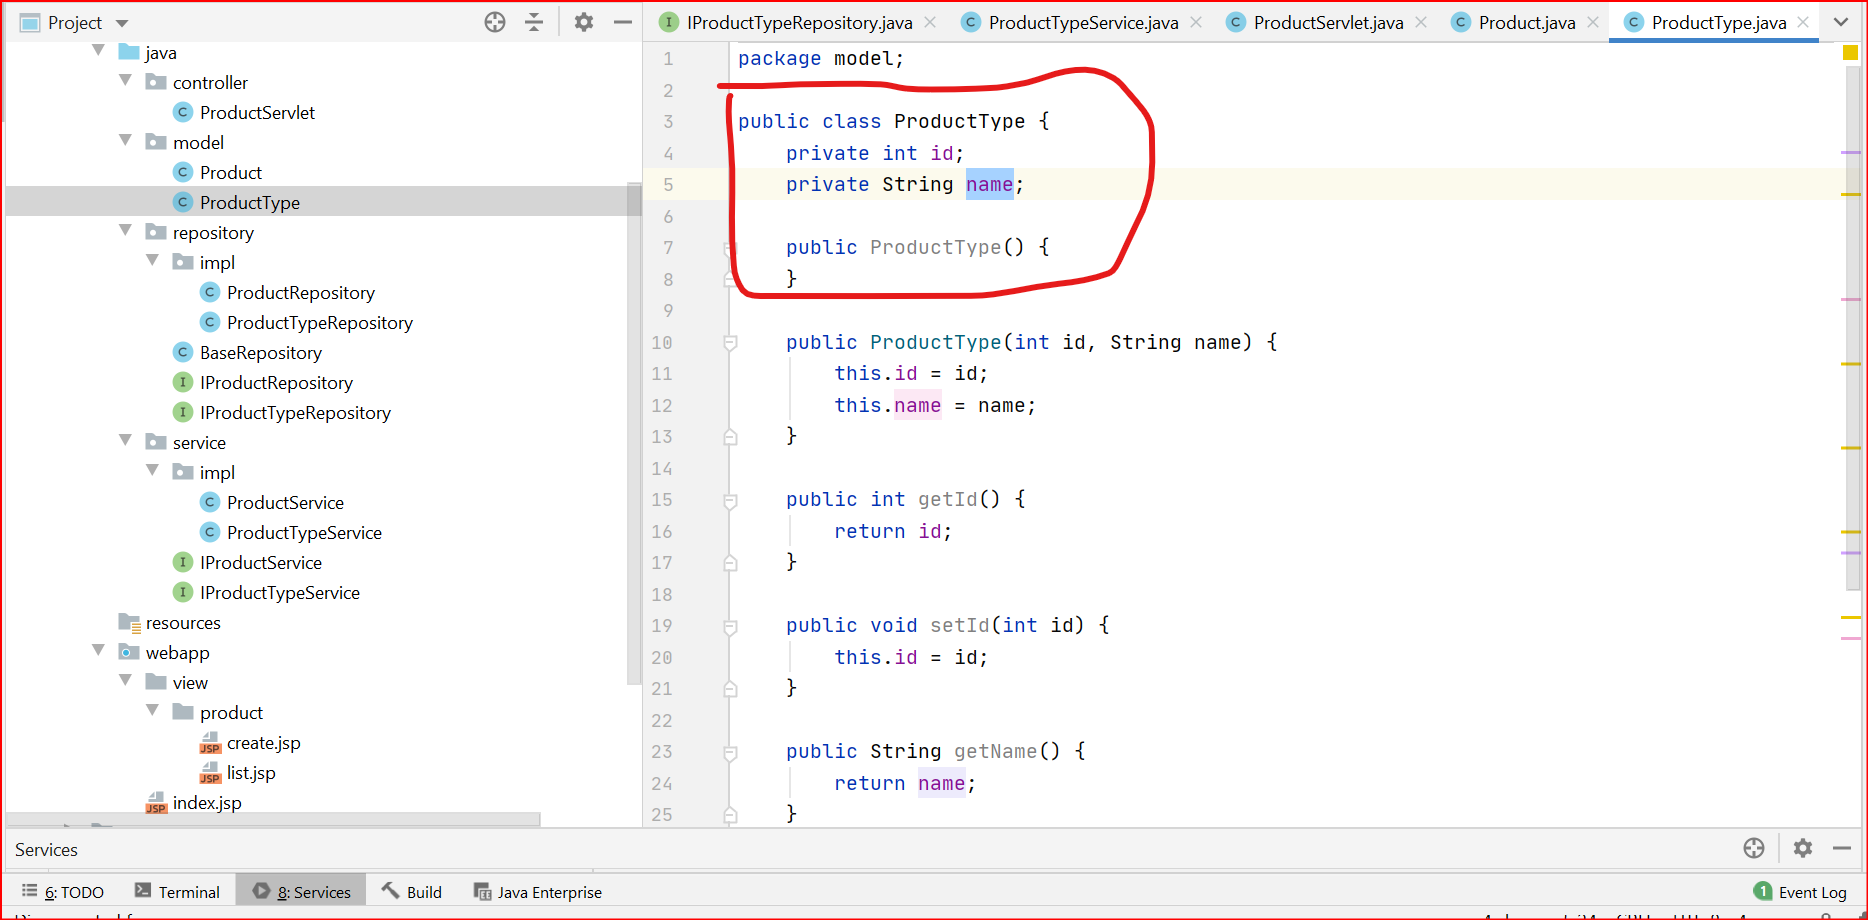 Project
java
controller
ProductServlet
model
Product
ProductType
repository
impl
ProductRepository
ProductTypeRepository
BaseRepository
IProductRepository
IProductTypeRepository
service
impl
ProductService
ProductTypeService
IProductService
IProductTypeService
resources
webapp
view
product
create.jsp
list.jsp
index.jsp
IProductTypeRepository.java ProductTypeService.java ProductServlet.java Product.java ProductType.java
1 package model;
2
3 public class ProductType {
4 private int id;
5 private String name;
6
7 public ProductType() {
8 }
9
10 public ProductType(int id, String name) {
11 this.id = id;
12 this.name = name;
13 }
14
15 public int getId() {
16 return id;
17 }
18
19 public void setId(int id) {
20 this.id = id;
21 }
22
23 public String getName() {
24 return name;
25 }
Services
6: TODO Terminal 8: Services Build Java Enterprise 1 Event Log